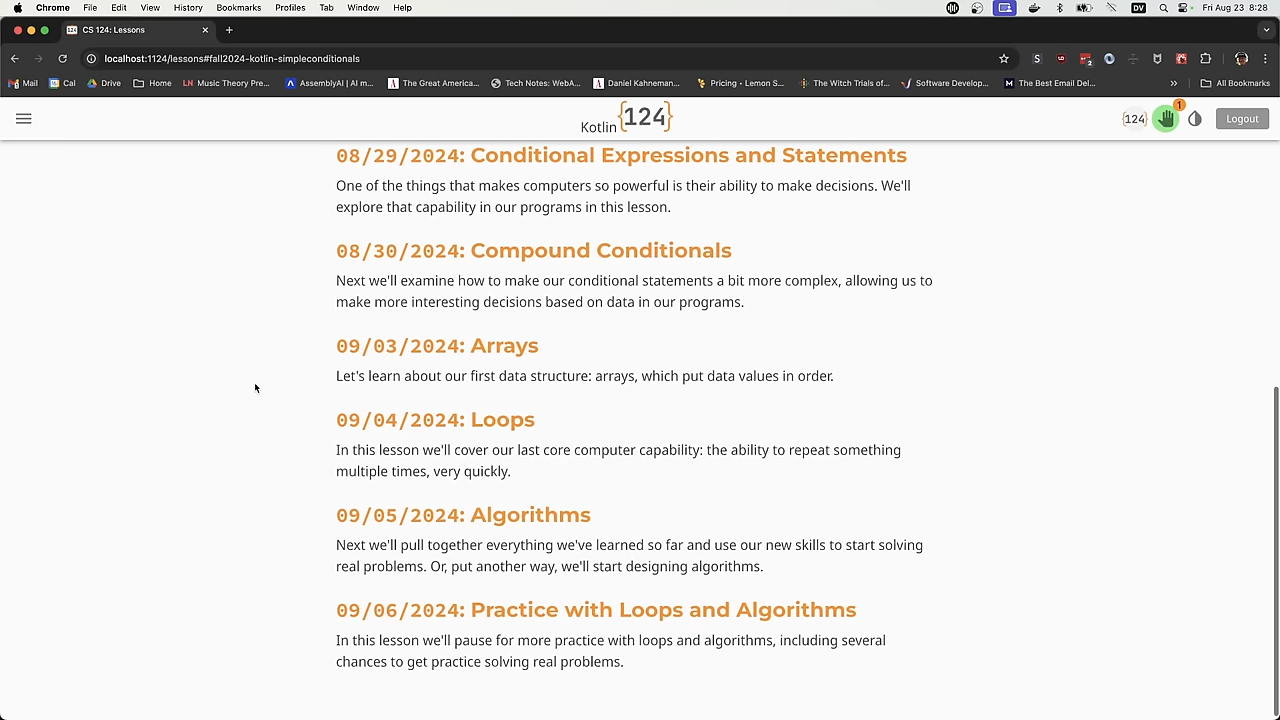 Chrome File Edit View History Bookmarks Profiles Tab Window Help DV Fri Aug 23 8:28
CS 124: Lessons
localhost:1124/lessons#fall2024-kotlin-simpleconditionals
Mail Cal Drive Home Music Theory Pre... AssemblyAI | AI m... The Great America... Tech Notes: WebA... Daniel Kahneman... Pricing • Lemon S... The Witch Trials of... Software Develop... The Best Email Del... » All Bookmarks
Kotlin {124} {124} 1 Logout
08/29/2024: Conditional Expressions and Statements
One of the things that makes computers so powerful is their ability to make decisions. We'll
explore that capability in our programs in this lesson.
08/30/2024: Compound Conditionals
Next we'll examine how to make our conditional statements a bit more complex, allowing us to
make more interesting decisions based on data in our programs.
09/03/2024: Arrays
Let's learn about our first data structure: arrays, which put data values in order.
09/04/2024: Loops
In this lesson we'll cover our last core computer capability: the ability to repeat something
multiple times, very quickly.
09/05/2024: Algorithms
Next we'll pull together everything we've learned so far and use our new skills to start solving
real problems. Or, put another way, we'll start designing algorithms.
09/06/2024: Practice with Loops and Algorithms
In this lesson we'll pause for more practice with loops and algorithms, including several
chances to get practice solving real problems.